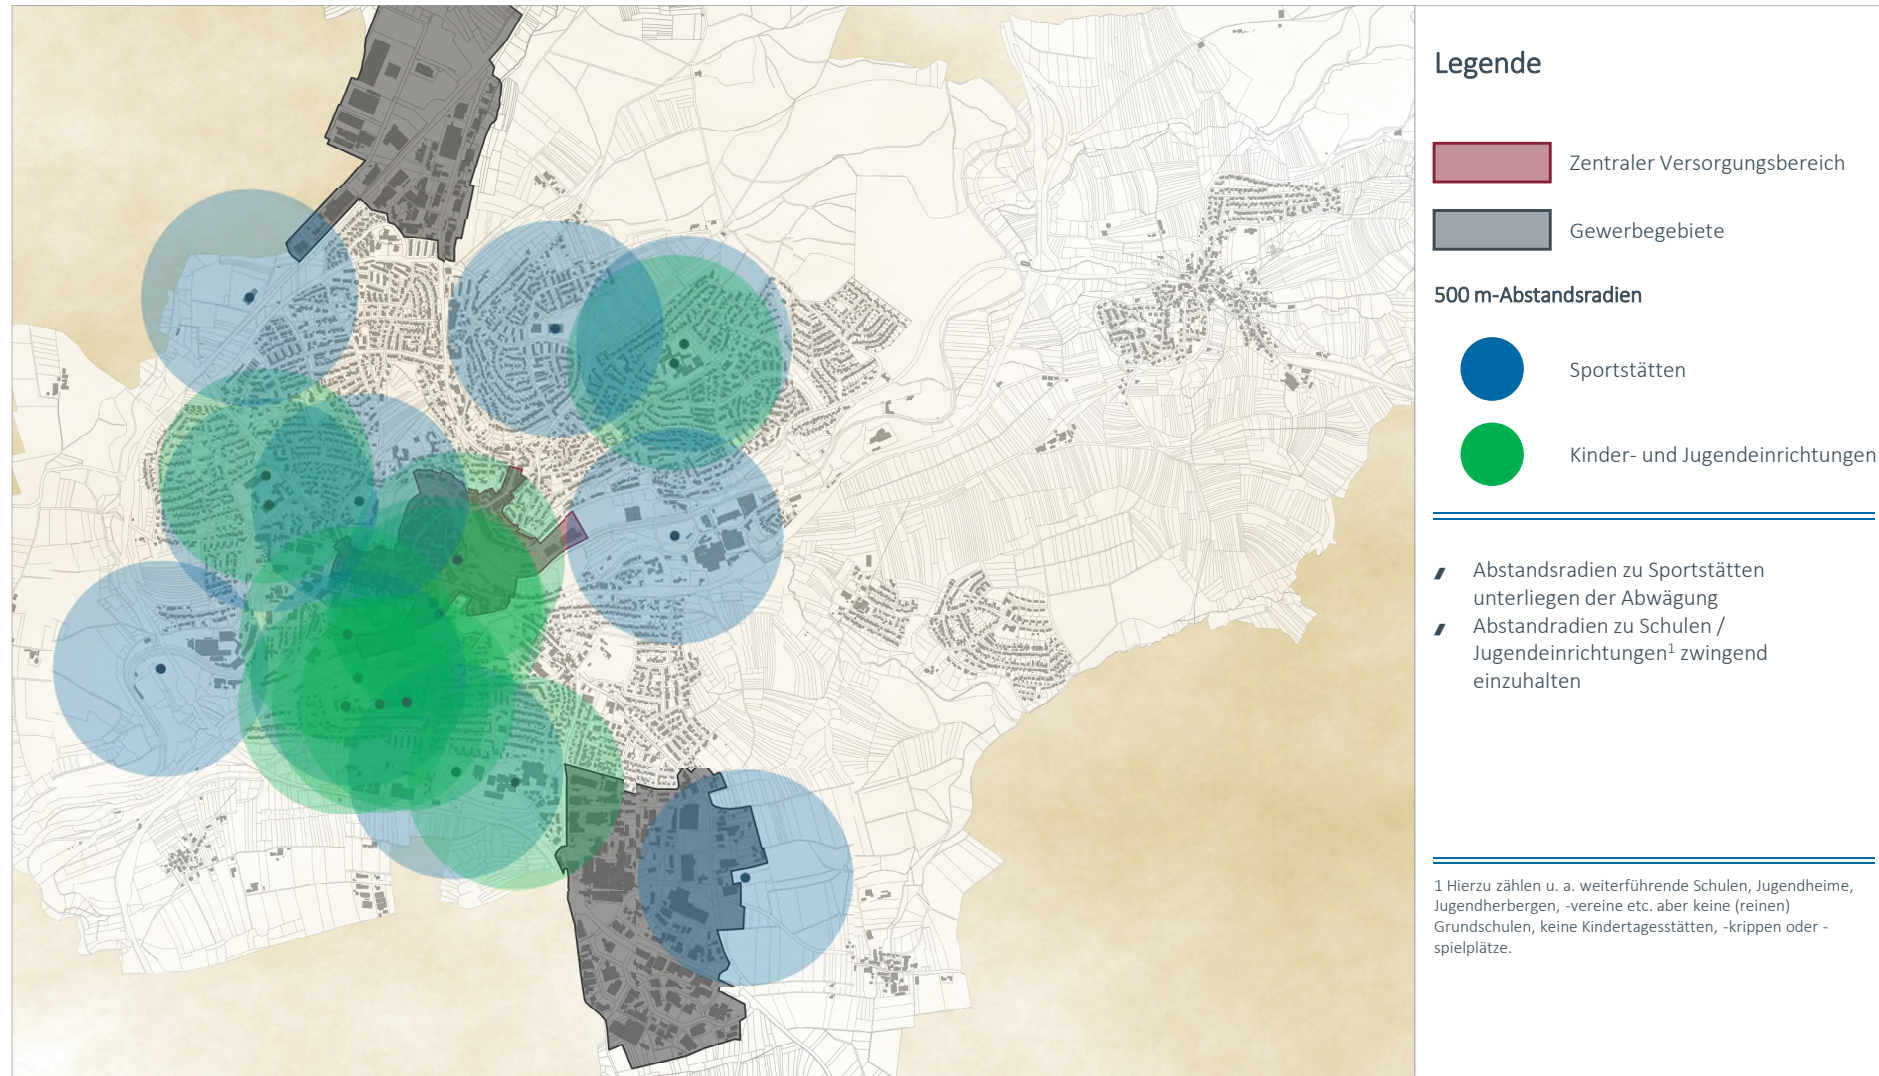 Legende
Zentraler Versorgungsbereich
Gewerbegebiete
500 m-Abstandsradien
Sportstätten
Kinder- und Jugendeinrichtungen
Abstandsradien zu Sportstätten
unterliegen der Abwägung
Abstandradien zu Schulen /
Jugendeinrichtungen¹ zwingend
einzuhalten
1 Hierzu zählen u. a. weiterführende Schulen, Jugendheime,
Jugendherbergen, -vereine etc. aber keine (reinen)
Grundschulen, keine Kindertagesstätten, -krippen oder -
spielplätze.